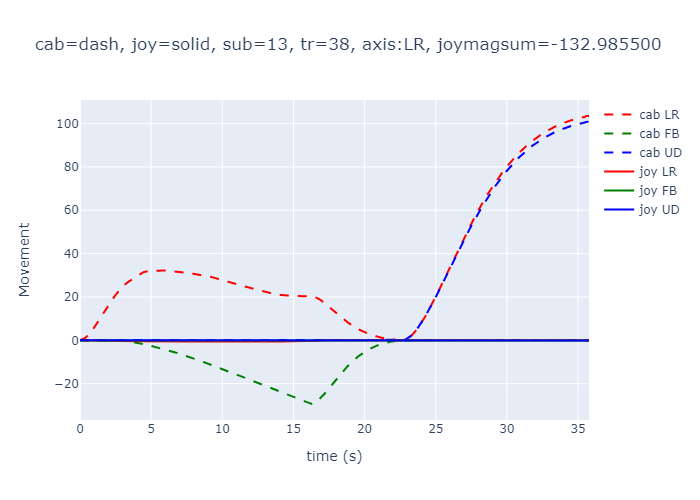 cab=dash, joy=solid, sub=13, tr=38, axis:LR, joymagsum=-132.985500
100
80
60
40
20
0
−20
Movement
0 5 10 15 20 25 30 35
time (s)
cab LR
cab FB
cab UD
joy LR
joy FB
joy UD